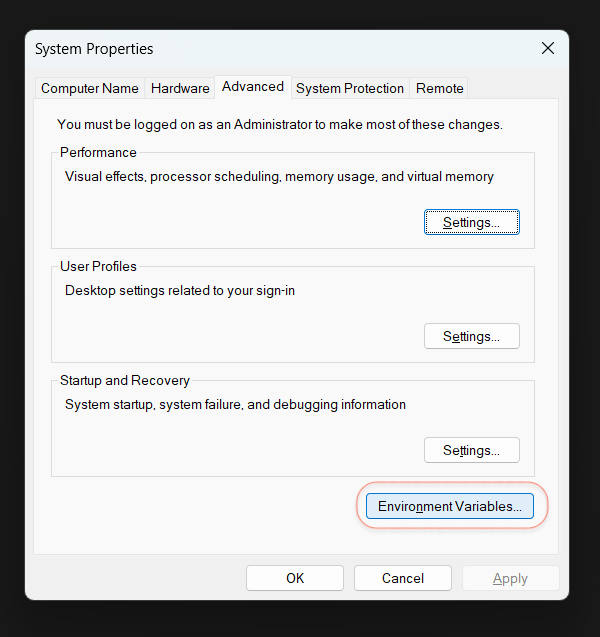 System Properties
Computer Name Hardware Advanced System Protection Remote
You must be logged on as an Administrator to make most of these changes.
Performance
Visual effects, processor scheduling, memory usage, and virtual memory
Settings...
User Profiles
Desktop settings related to your sign-in
Settings...
Startup and Recovery
System startup, system failure, and debugging information
Settings...
Environment Variables...
OK Cancel Apply